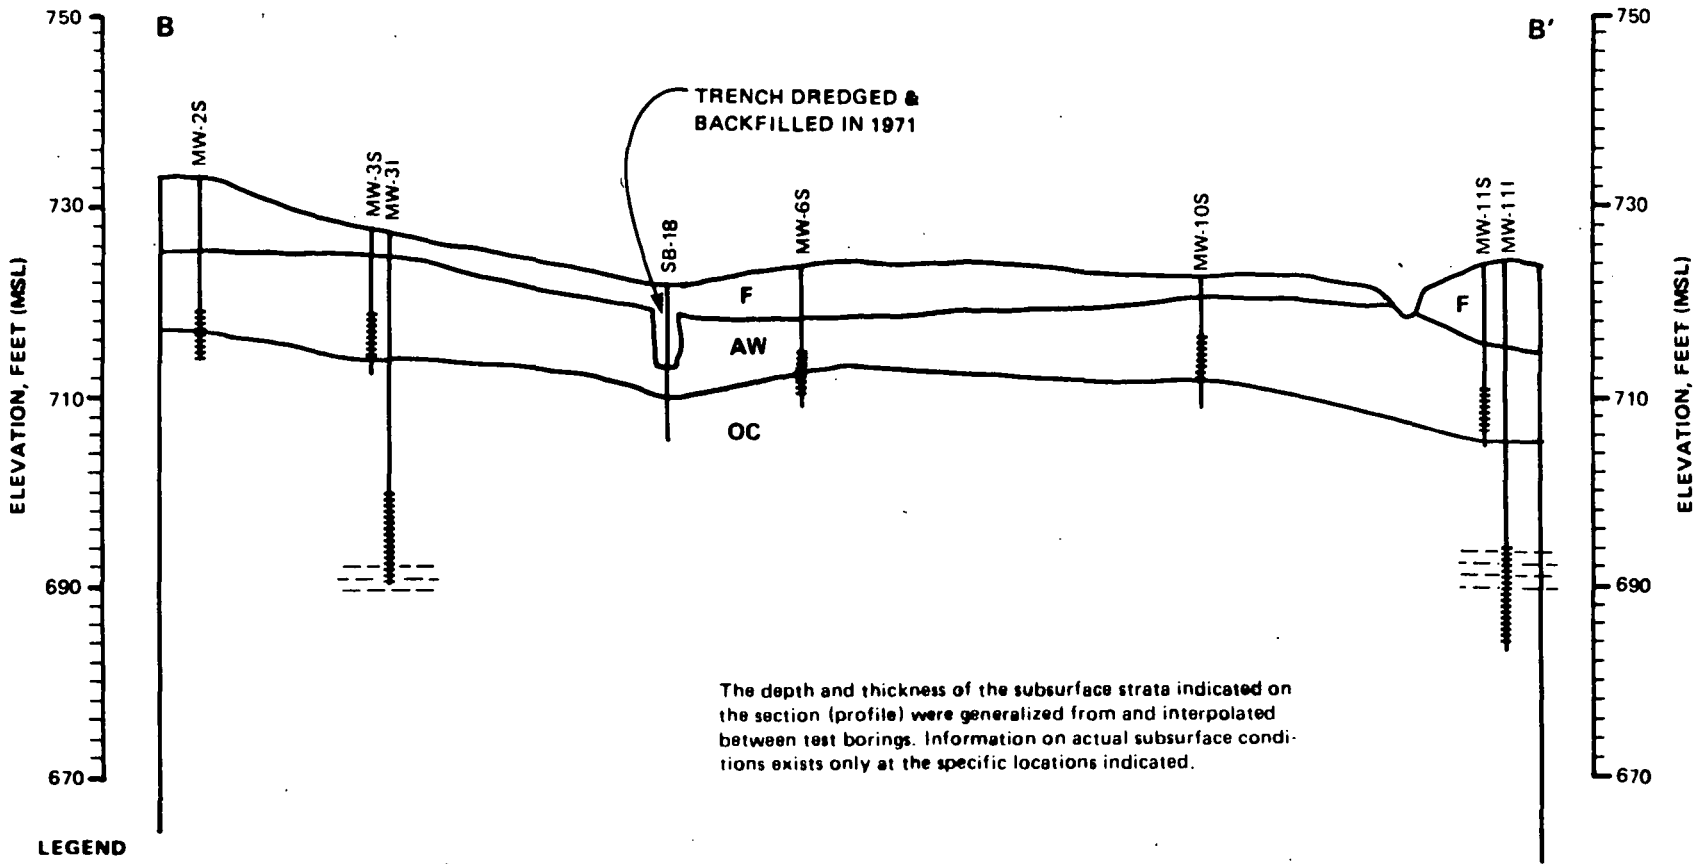 750
B
B'
750
TRENCH DREDGED &
BACKFILLED IN 1971
MW-2S
MW-3S
MW-3I
SB-18
MW-6S
MW-10S
MW-11S
MW-11I
730
730
F
F
AW
710
710
OC
ELEVATION, FEET (MSL)
ELEVATION, FEET (MSL)
690
690
The depth and thickness of the subsurface strata indicated on
the section (profile) were generalized from and interpolated
between test borings. Information on actual subsurface condi-
tions exists only at the specific locations indicated.
670
670
LEGEND